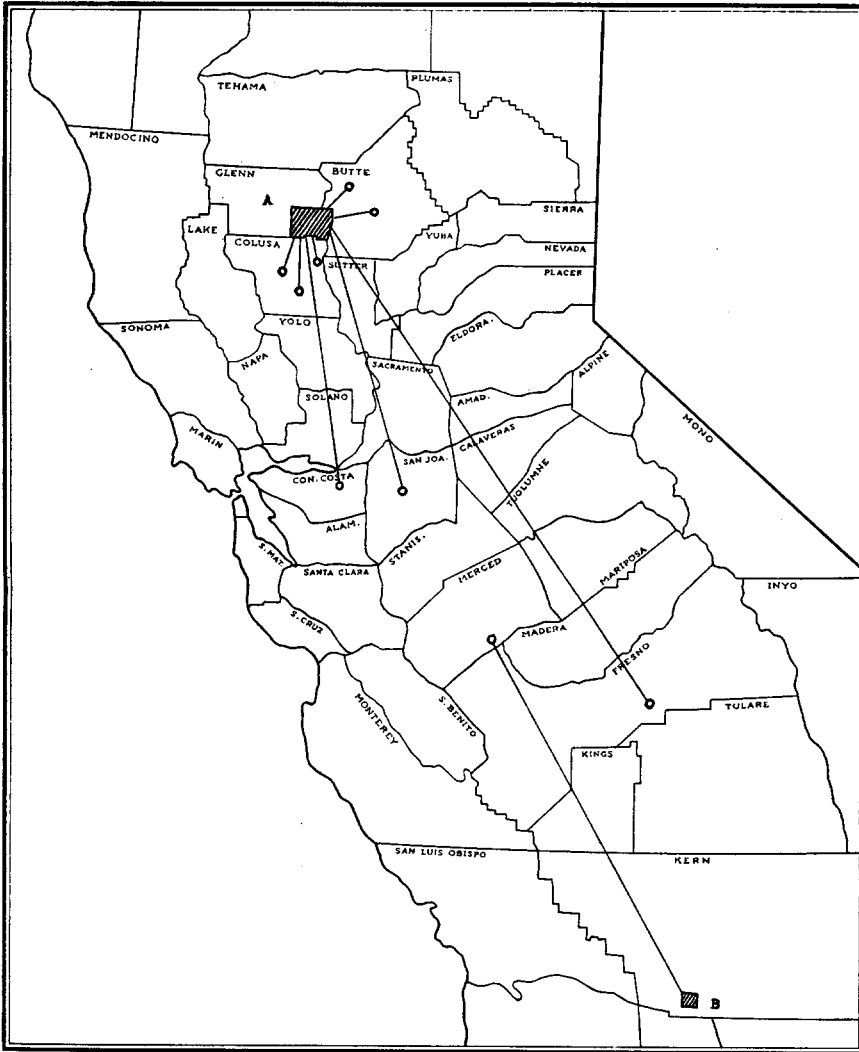 TEHAMA
PLUMAS
MENDOCINO
GLENN
BUTTE
A
SIERRA
LAKE
COLUSA
YUBA
NEVADA
SUTTER
PLACER
SONOMA
YOLO
ELDORA.
NAPA
SACRAMENTO
ALPINE
SOLANO
AMAD.
MONO
MARIN
CALAVERAS
SAN JOA.
CON. COSTA
TUOLUMNE
ALAM.
STANIS.
S. MAT.
SANTA CLARA
MERCED
MARIPOSA
INYO
S. CRUZ
MADERA
FRESNO
MONTEREY
S. BENITO
TULARE
KINGS
SAN LUIS OBISPO
KERN
B